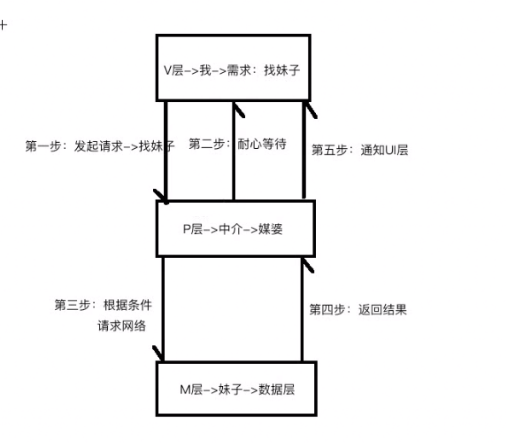 V层->我->需求：找妹子
第一步：发起请求->找妹子
第二步：耐心等待
第五步：通知UI层
P层->中介->媒婆
第三步：根据条件
请求网络
第四步：返回结果
M层->妹子->数据层